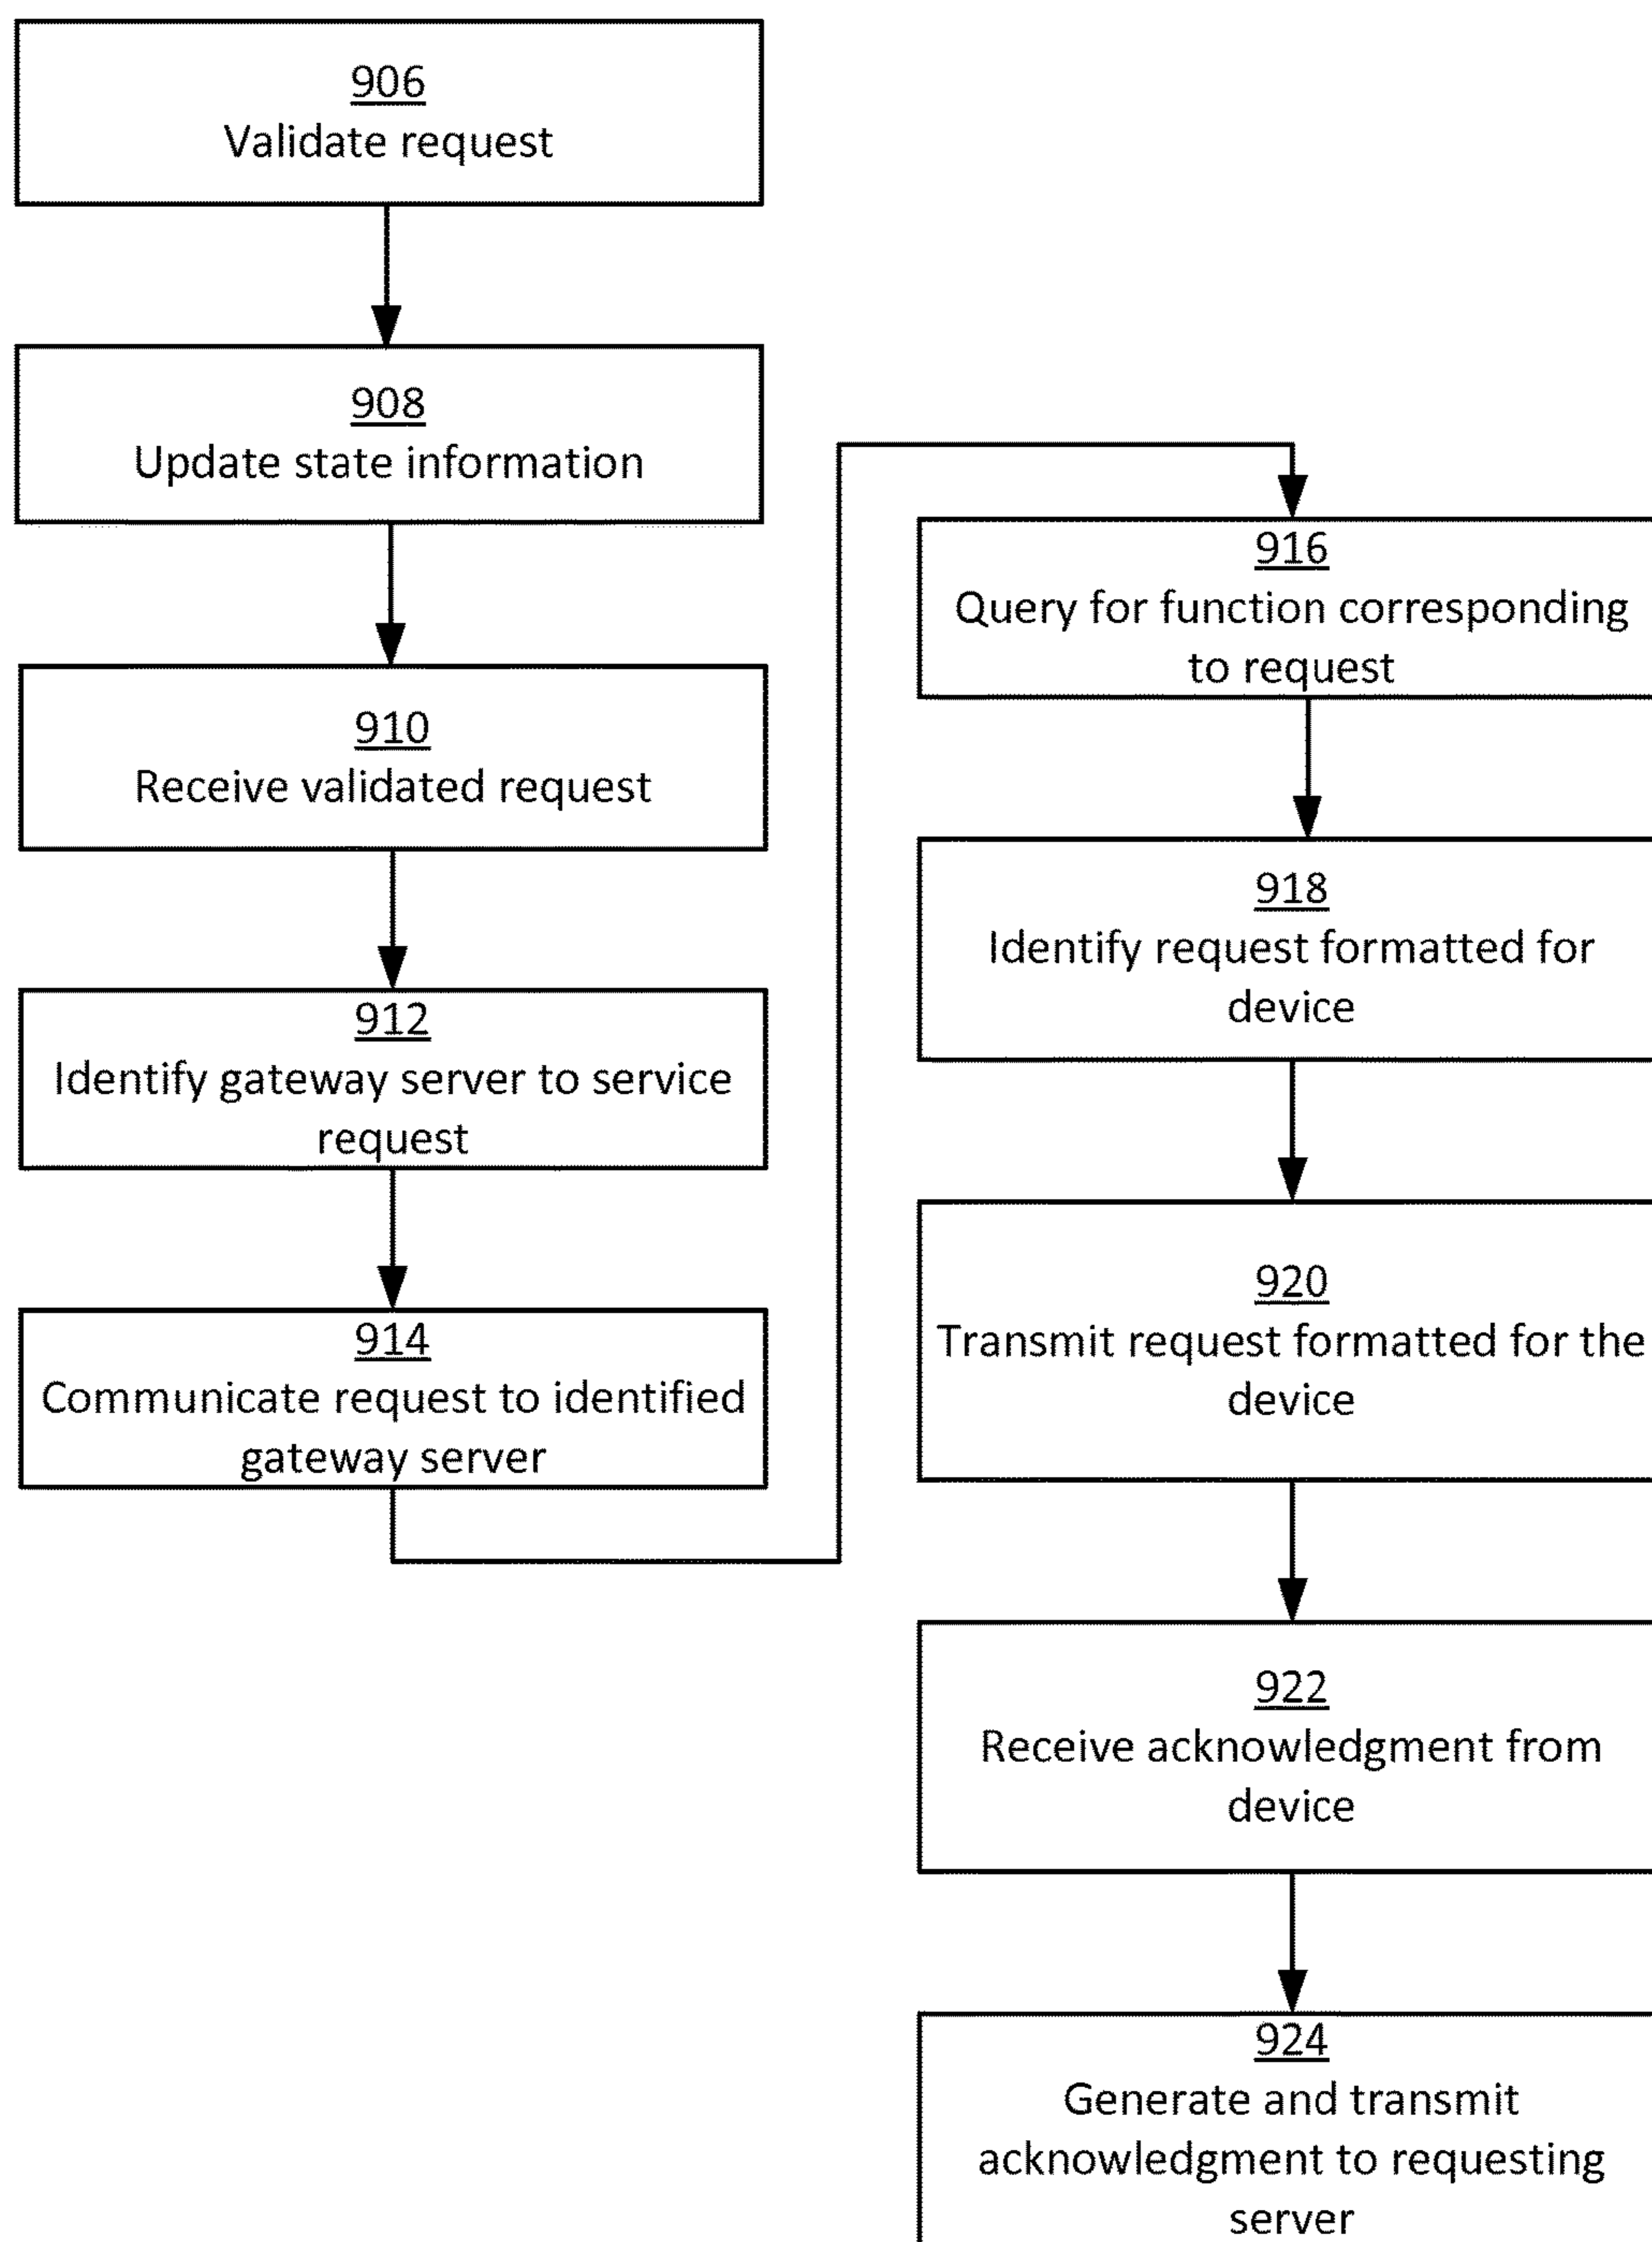 906
Validate request
908
Update state information
910
Receive validated request
912
Identify gateway server to service
request
914
Communicate request to identified
gateway server
916
Query for function corresponding
to request
918
Identify request formatted for
device
920
Transmit request formatted for the
device
922
Receive acknowledgment from
device
924
Generate and transmit
acknowledgment to requesting
server